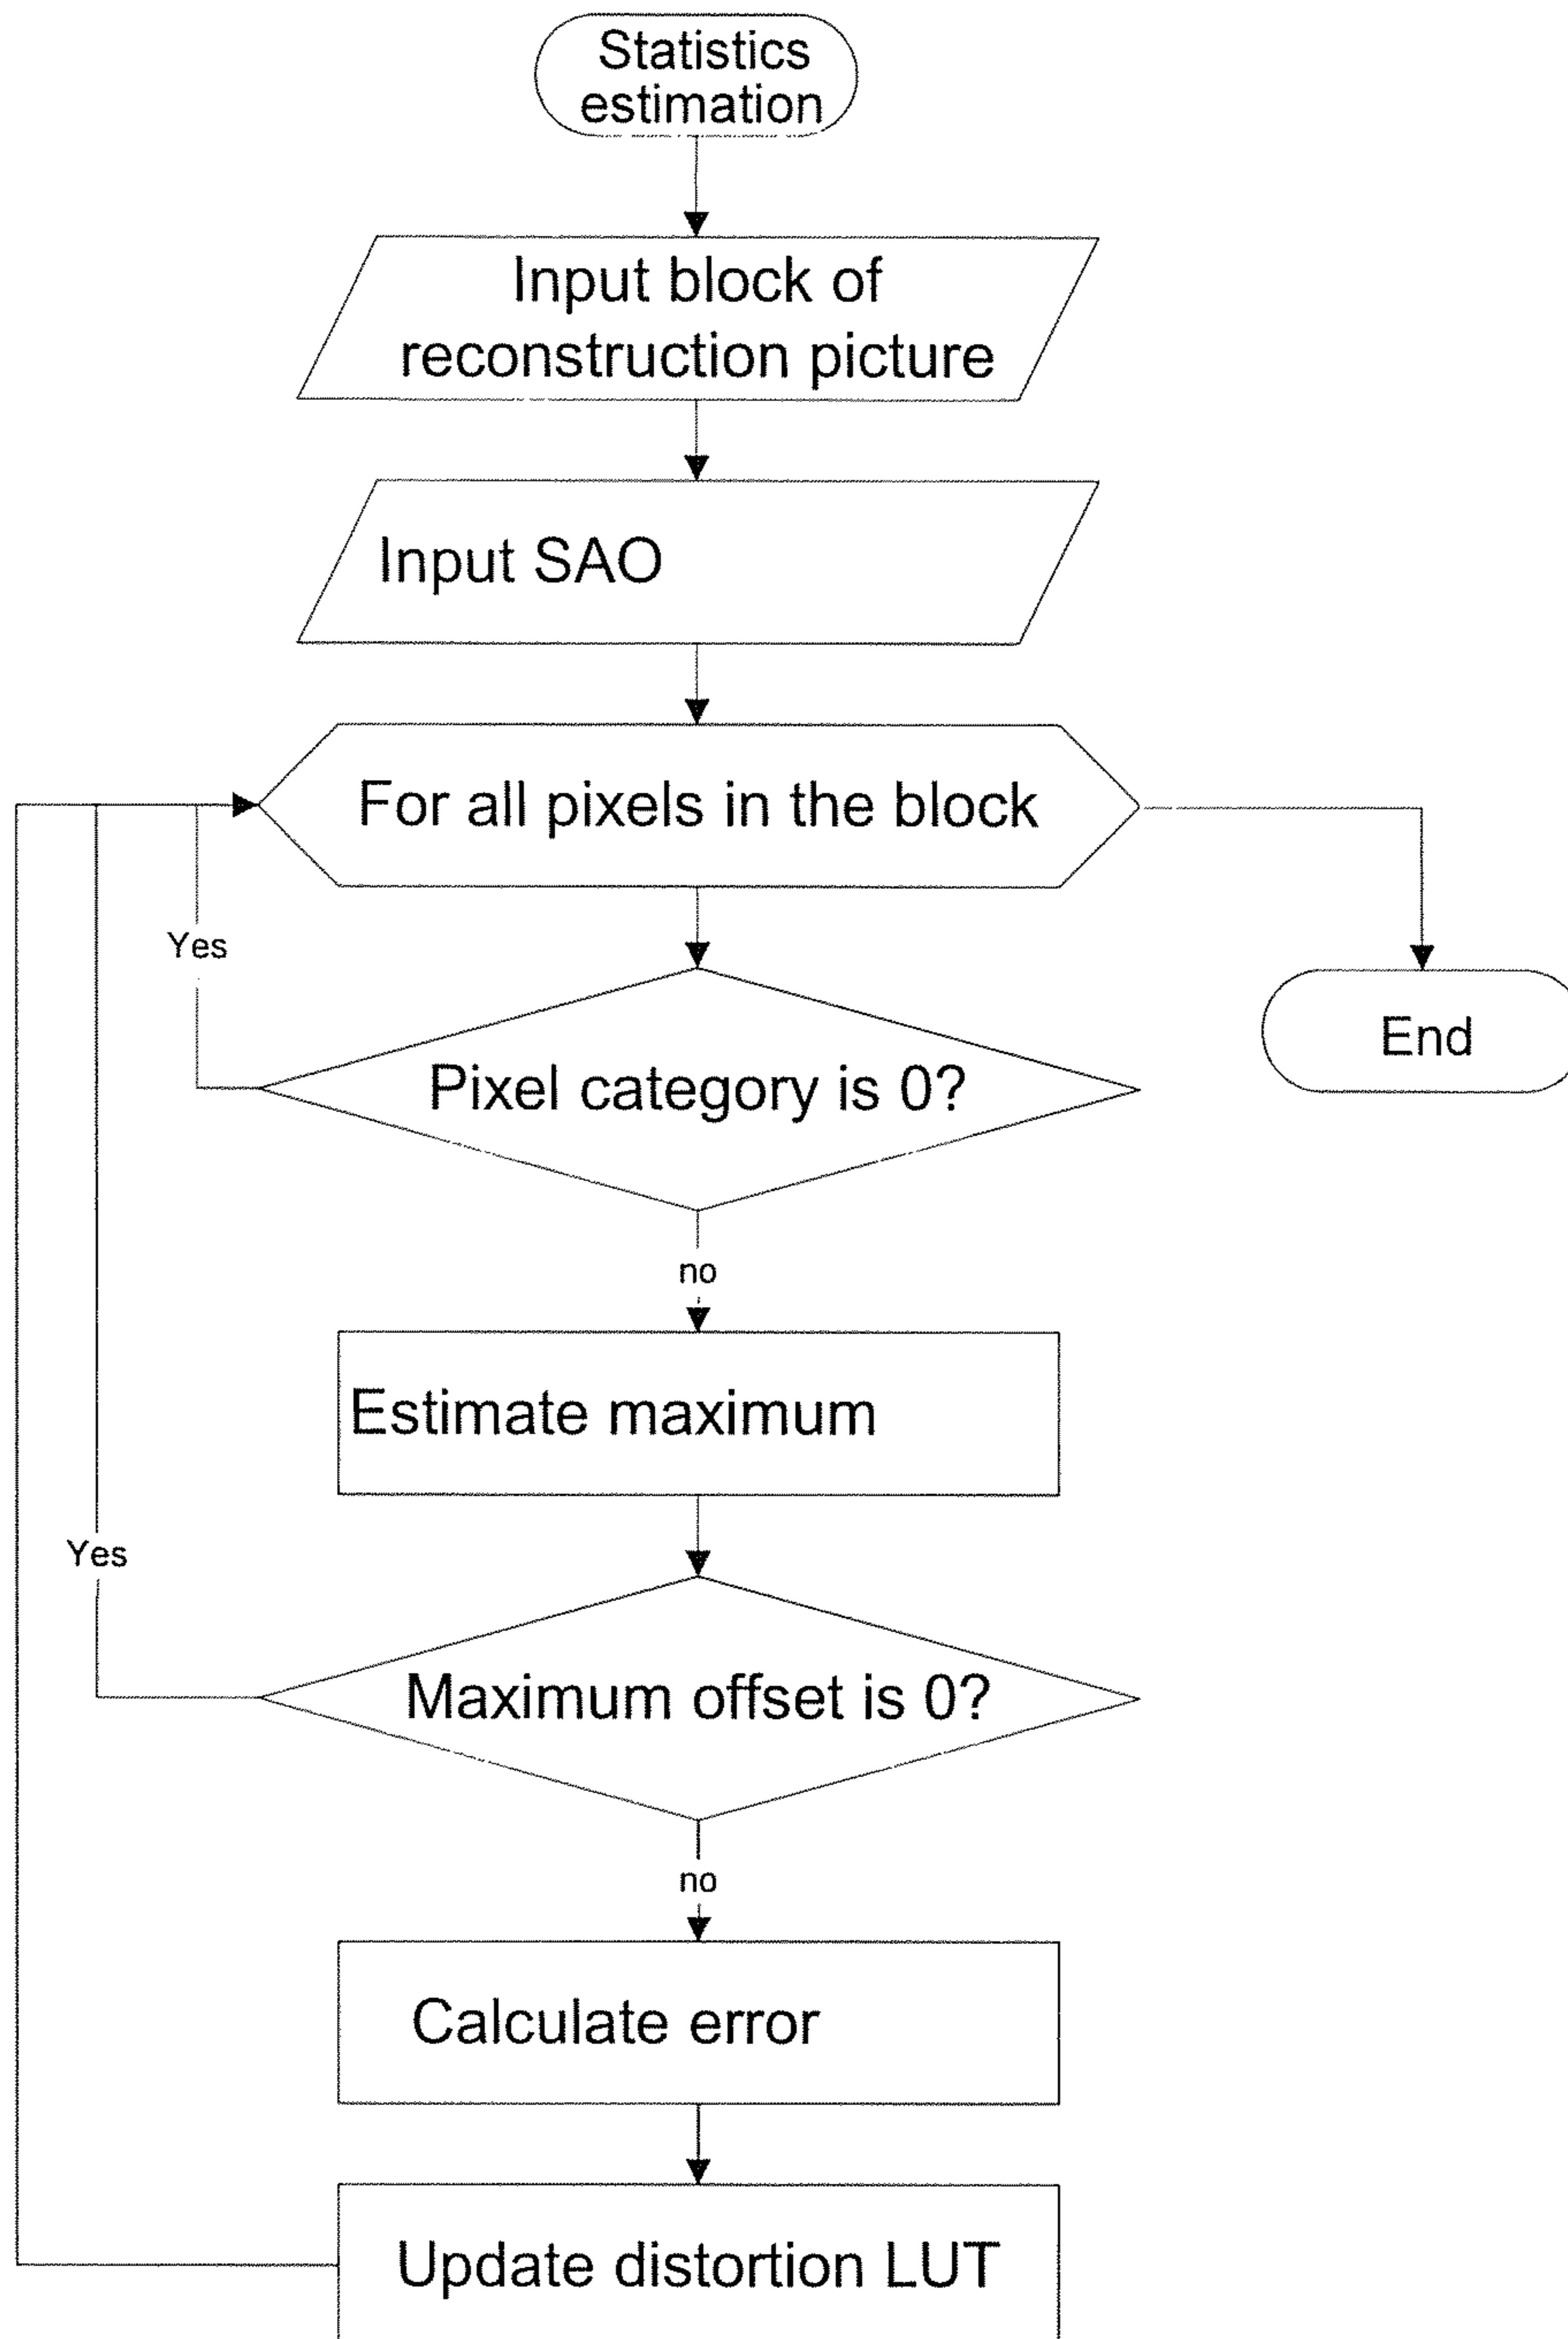 Statistics
estimation
Input block of
reconstruction picture
Input SAO
For all pixels in the block
Yes
End
Pixel category is 0?
no
Estimate maximum
Yes
Maximum offset is 0?
no
Calculate error
Update distortion LUT